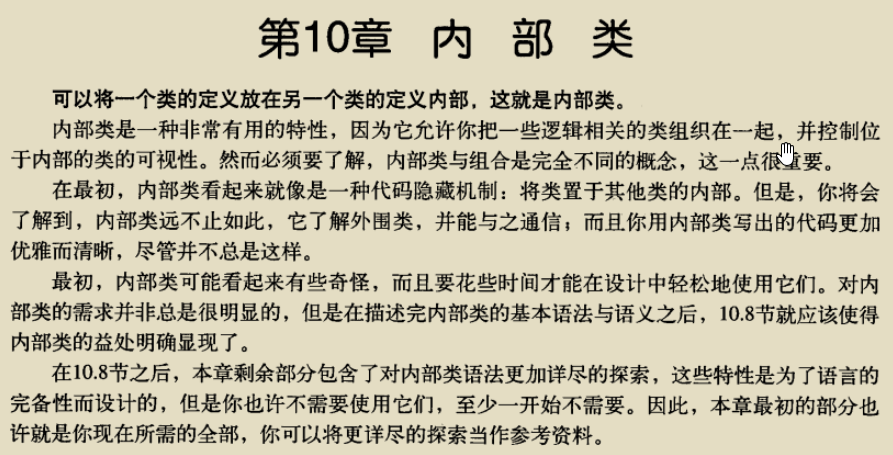 第10章 内 部 类
可以将一个类的定义放在另一个类的定义内部，这就是内部类。
内部类是一种非常有用的特性，因为它允许你把一些逻辑相关的类组织在一起，并控制位
于内部的类的可视性。然而必须要了解，内部类与组合是完全不同的概念，这一点很重要。
在最初，内部类看起来就像是一种代码隐藏机制：将类置于其他类的内部。但是，你将会
了解到，内部类远不止如此，它了解外围类，并能与之通信；而且你用内部类写出的代码更加
优雅而清晰，尽管并不总是这样。
最初，内部类可能看起来有些奇怪，而且要花些时间才能在设计中轻松地使用它们。对内
部类的需求并非总是很明显的，但是在描述完内部类的基本语法与语义之后，10.8节就应该使得
内部类的益处明确显现了。
在10.8节之后，本章剩余部分包含了对内部类语法更加详尽的探索，这些特性是为了语言的
完备性而设计的，但是你也许不需要使用它们，至少一开始不需要。因此，本章最初的部分也
许就是你现在所需的全部，你可以将更详尽的探索当作参考资料。